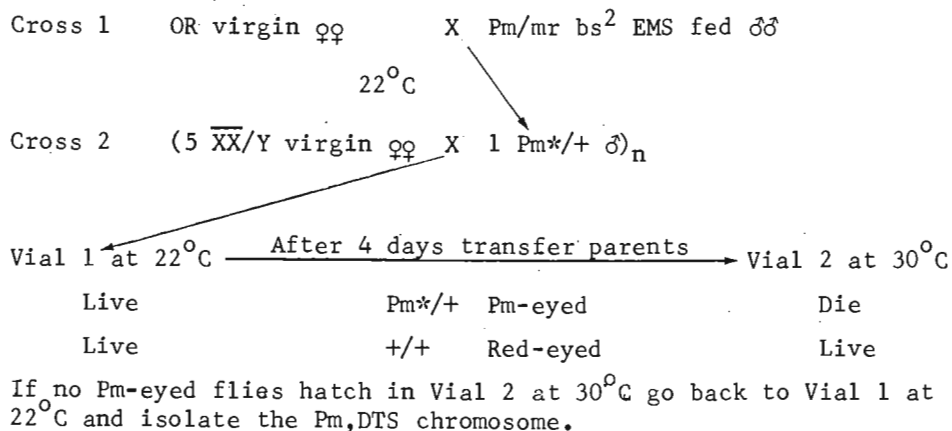 Cross 1 OR virgin ♀♀ X Pm/mr bs² EMS fed ♂♂
22°C
Cross 2 (5 X̅X̅/Y virgin ♀♀ X 1 Pm*/+ ♂)ₙ
Vial 1 at 22°C After 4 days transfer parents Vial 2 at 30°C
Live Pm*/+ Pm-eyed Die
Live +/+ Red-eyed Live
If no Pm-eyed flies hatch in Vial 2 at 30°C go back to Vial 1 at
22°C and isolate the Pm,DTS chromosome.